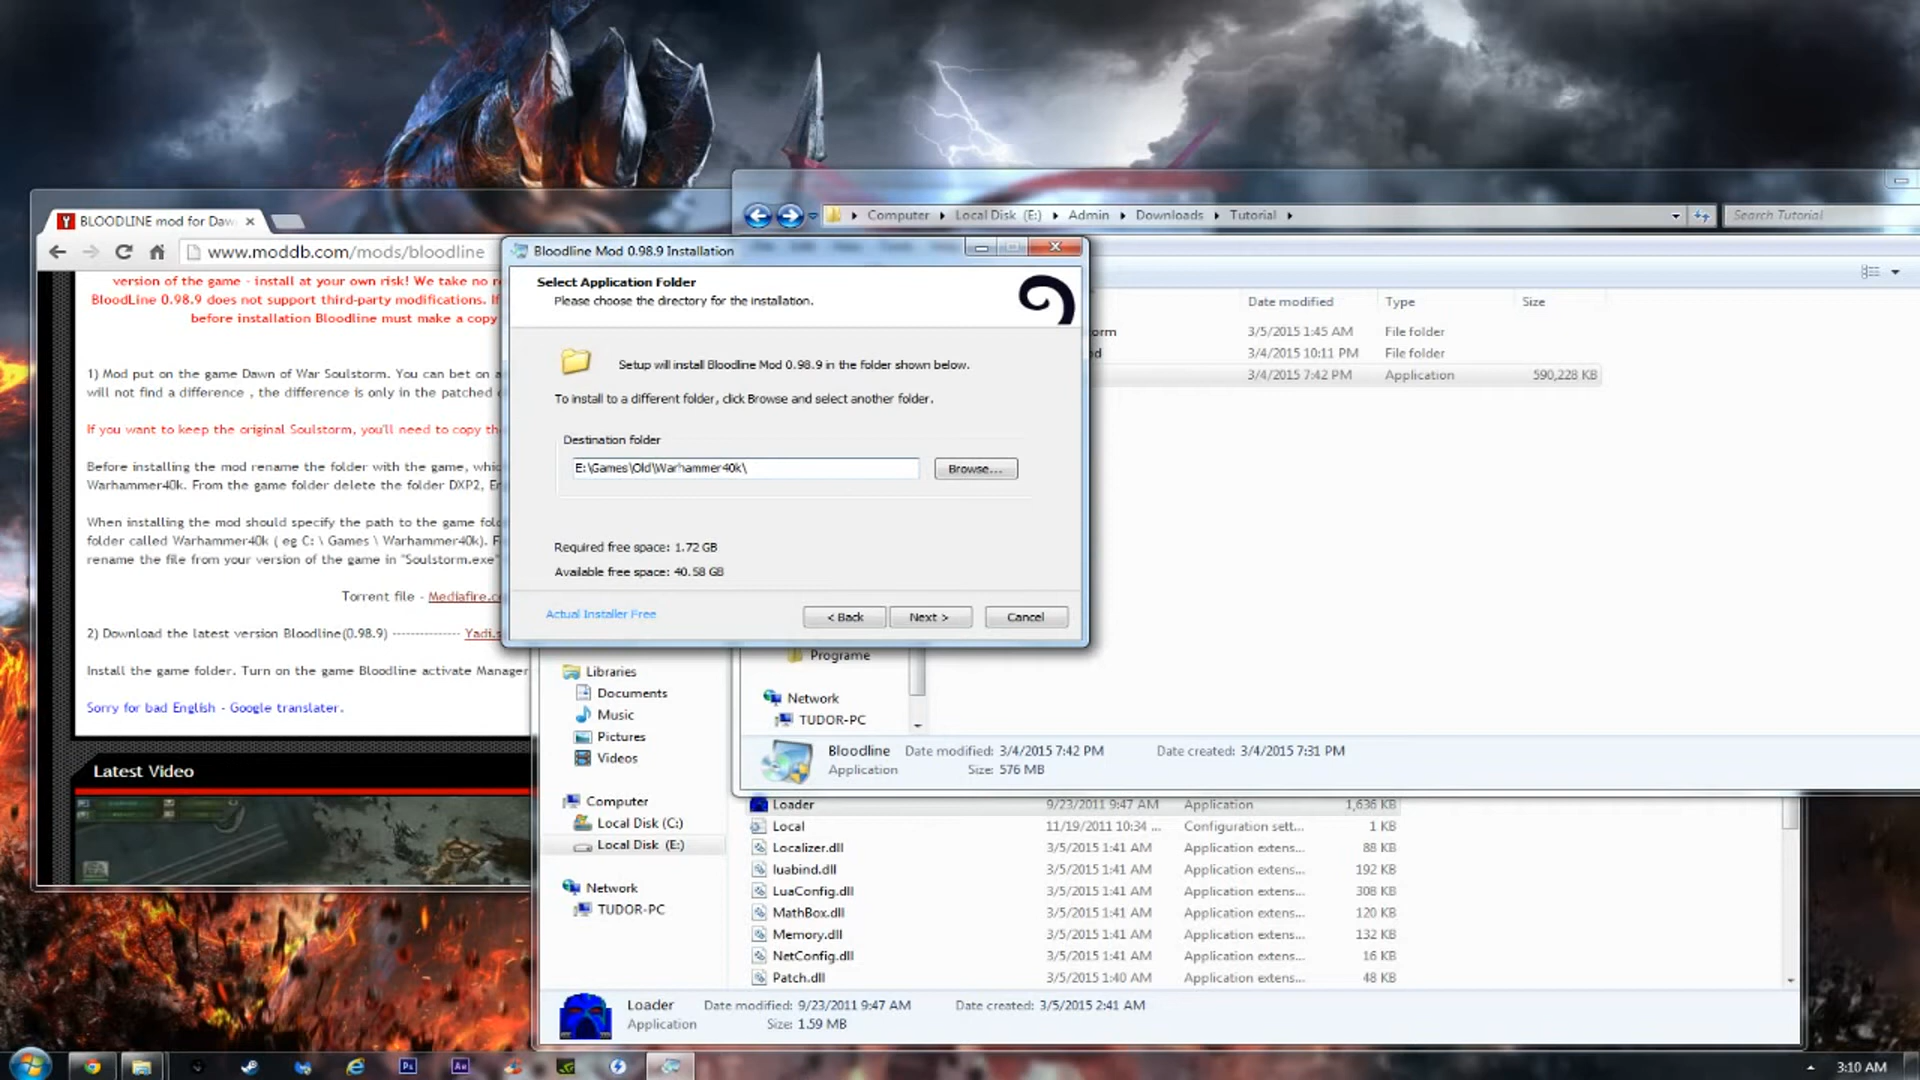 BLOODLINE mod for Daw
www.moddb.com/mods/bloodline
version of the game - install at your own risk! We take no re
BloodLine 0.98.9 does not support third-party modifications. If
before installation Bloodline must make a copy
1) Mod put on the game Dawn of War Soulstorm. You can bet on a
will not find a difference , the difference is only in the patched
If you want to keep the original Soulstorm, you'll need to copy th
Before installing the mod rename the folder with the game, whic
Warhammer40k. From the game folder delete the folder DXP2, En
When installing the mod should specify the path to the game fol
folder called Warhammer40k ( eg C: \ Games \ Warhammer40k). F
rename the file from your version of the game in "Soulstorm.exe"
Torrent file - Mediafire.c
2) Download the latest version Bloodline(0.98.9) ------------- Yadi.s
Install the game folder. Turn on the game Bloodline activate Manager
Sorry for bad English - Google translater.
Latest Video
Bloodline Mod 0.98.9 Installation
Select Application Folder
Please choose the directory for the installation.
Setup will install Bloodline Mod 0.98.9 in the folder shown below.
To install to a different folder, click Browse and select another folder.
Destination folder
E:\Games\Old\Warhammer40k\
Browse...
Required free space: 1.72 GB
Available free space: 40.58 GB
Actual Installer Free
< Back
Next >
Cancel
Computer
Local Disk (E:)
Admin
Downloads
Tutorial
Search Tutorial
Date modified Type Size
orm 3/5/2015 1:45 AM File folder
d 3/4/2015 10:11 PM File folder
3/4/2015 7:42 PM Application 590,228 KB
Programe
Network
TUDOR-PC
Bloodline Date modified: 3/4/2015 7:42 PM Date created: 3/4/2015 7:31 PM
Application Size: 576 MB
Libraries
Documents
Music
Pictures
Videos
Computer
Local Disk (C:)
Local Disk (E:)
Network
TUDOR-PC
Loader 9/23/2011 9:47 AM Application 1,636 KB
Local 11/19/2011 10:34 ... Configuration sett... 1 KB
Localizer.dll 3/5/2015 1:41 AM Application extens... 88 KB
luabind.dll 3/5/2015 1:41 AM Application extens... 192 KB
LuaConfig.dll 3/5/2015 1:41 AM Application extens... 308 KB
MathBox.dll 3/5/2015 1:41 AM Application extens... 120 KB
Memory.dll 3/5/2015 1:41 AM Application extens... 132 KB
NetConfig.dll 3/5/2015 1:41 AM Application extens... 16 KB
Patch.dll 3/5/2015 1:40 AM Application extens... 48 KB
Loader Date modified: 9/23/2011 9:47 AM Date created: 3/5/2015 2:41 AM
Application Size: 1.59 MB
Ps
Ae
3:10 AM